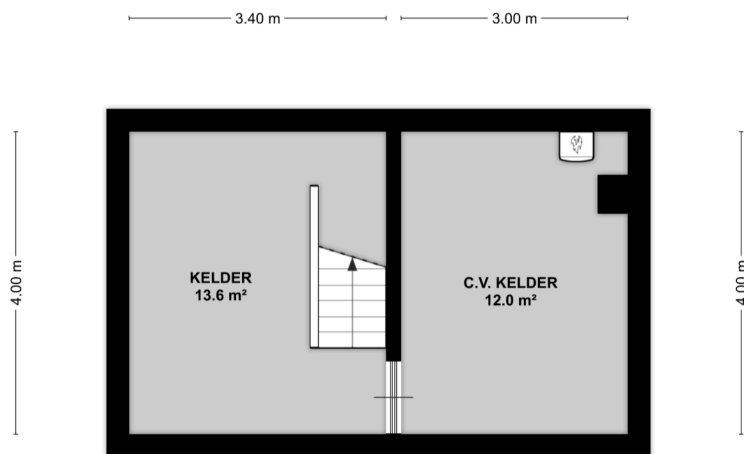 3.40 m
3.00 m
4.00 m
4.00 m
KELDER
13.6 m²
C.V. KELDER
12.0 m²